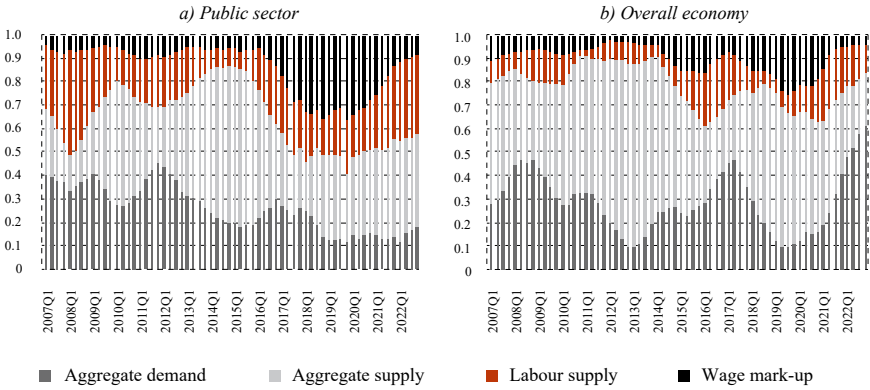 a) Public sector
b) Overall economy
1.0
0.9
0.8
0.7
0.6
0.5
0.4
0.3
0.2
0.1
0
1.0
0.9
0.8
0.7
0.6
0.5
0.4
0.3
0.2
0.1
0
2007Q1
2008Q1
2009Q1
2010Q1
2011Q1
2012Q1
2013Q1
2014Q1
2015Q1
2016Q1
2017Q1
2018Q1
2019Q1
2020Q1
2021Q1
2022Q1
2007Q1
2008Q1
2009Q1
2010Q1
2011Q1
2012Q1
2013Q1
2014Q1
2015Q1
2016Q1
2017Q1
2018Q1
2019Q1
2020Q1
2021Q1
2022Q1
Aggregate demand Aggregate supply Labour supply Wage mark-up